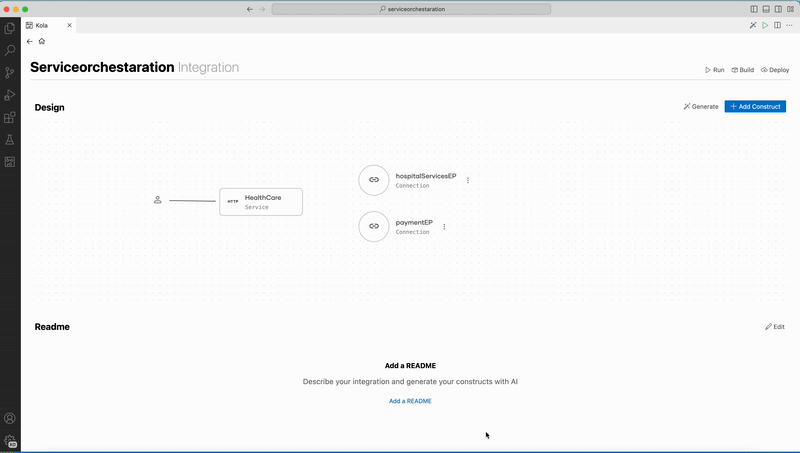 serviceorchestaration
Kola
Serviceorchestaration Integration
Run Build Deploy
Design
Generate
Add Construct
hospitalServicesEP
Connection
HTTP
HealthCare
Service
paymentEP
Connection
Readme
Edit
Add a README
Describe your integration and generate your constructs with AI
Add a README